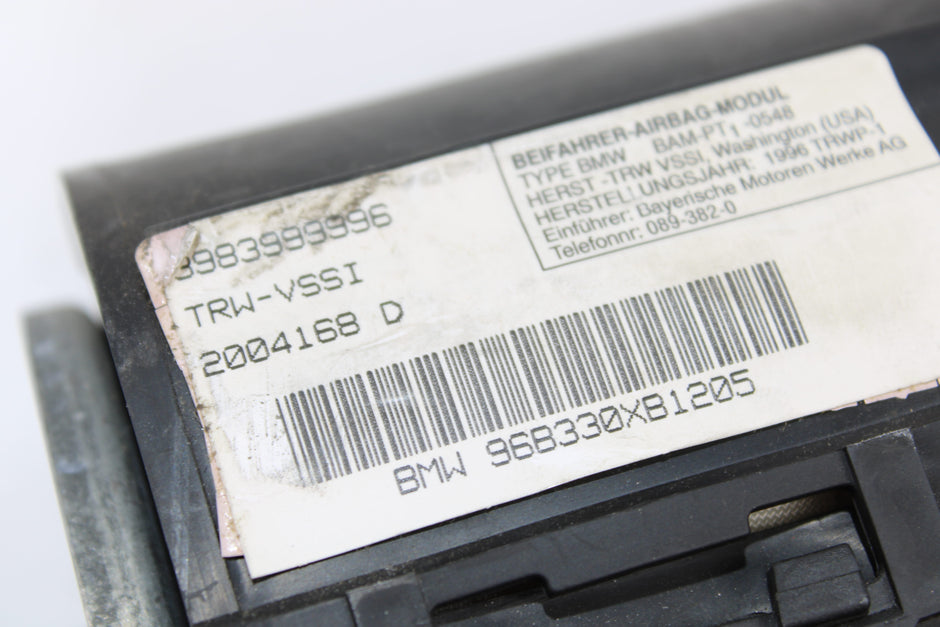 3983999996
TRW-VSSI
2004168 D
BMW 96B330XB1205
BEIFAHRER-AIRBAG-MODUL
TYPE BMW BAM-PT1-0548
HERST.-TRW VSSI, Washington (USA)
HERSTELLUNGSJAHR: 1996 TRWP-1
Einführer: Bayerische Motoren Werke AG
Telefonnr: 089-382-0